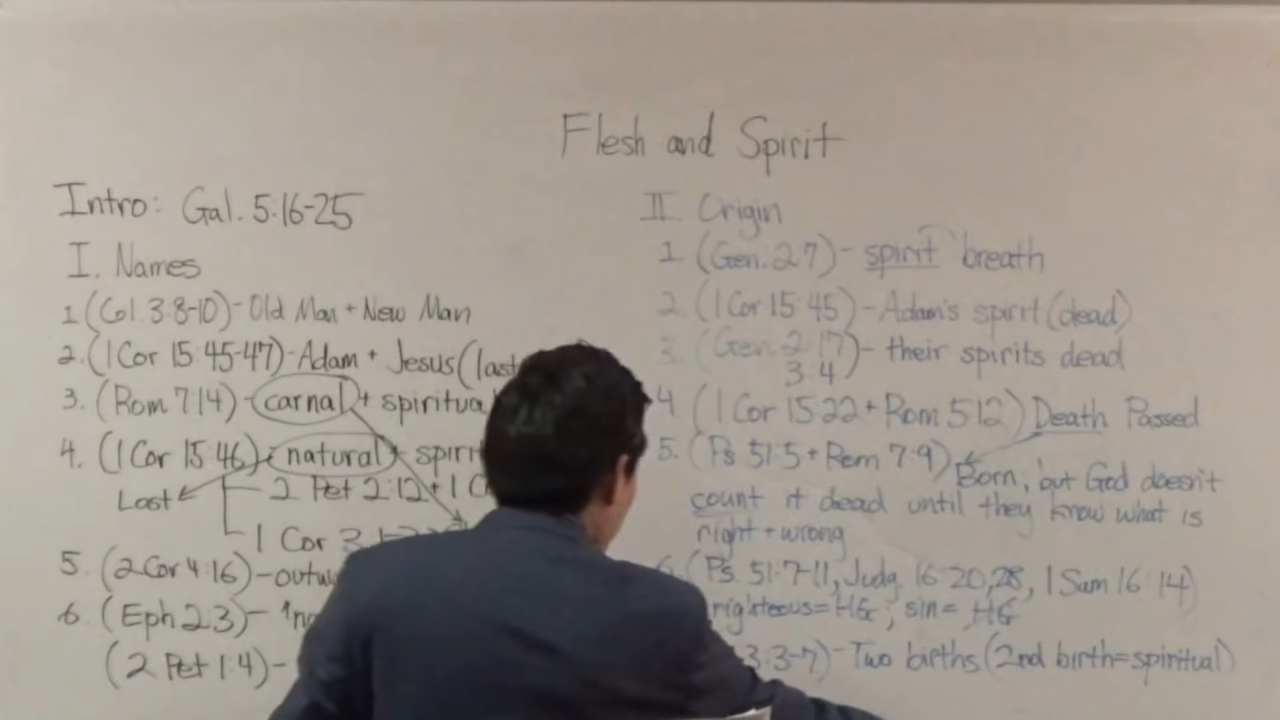 Flesh and Spirit
Intro: Gal. 5:16-25
I. Names
1 (Col. 3:8-10) - Old Man + New Man
2. (1 Cor 15:45-47) - Adam + Jesus (last
3. (Rom 7:14) - carnal + spiritual
4. (1 Cor 15:46) - natural +
Lost
2 Pet 2:12 + 1
1 Cor 3:1-3
5. (2 Cor 4:16) -
6. (Eph 2:3) -
(2 Pet 1:4) -
II Origin
1. (Gen. 2:7) - spirit breath
2. (1 Cor 15:45) - Adam's spirit (dead)
3. (Gen. 2:17) - their spirits dead
3:4
4 (1 Cor 15:22 + Rom 5:12) Death Passed
5. (Ps 51:5 + Rom 7:9) Born, but God doesn't
count it dead until they know what is
right + wrong
6. (Ps. 51:7-11, Judg. 16:20,28, 1 Sam 16:14)
righteous = HG; sin = HG
3:3-7) - Two births (2nd birth = spiritual)